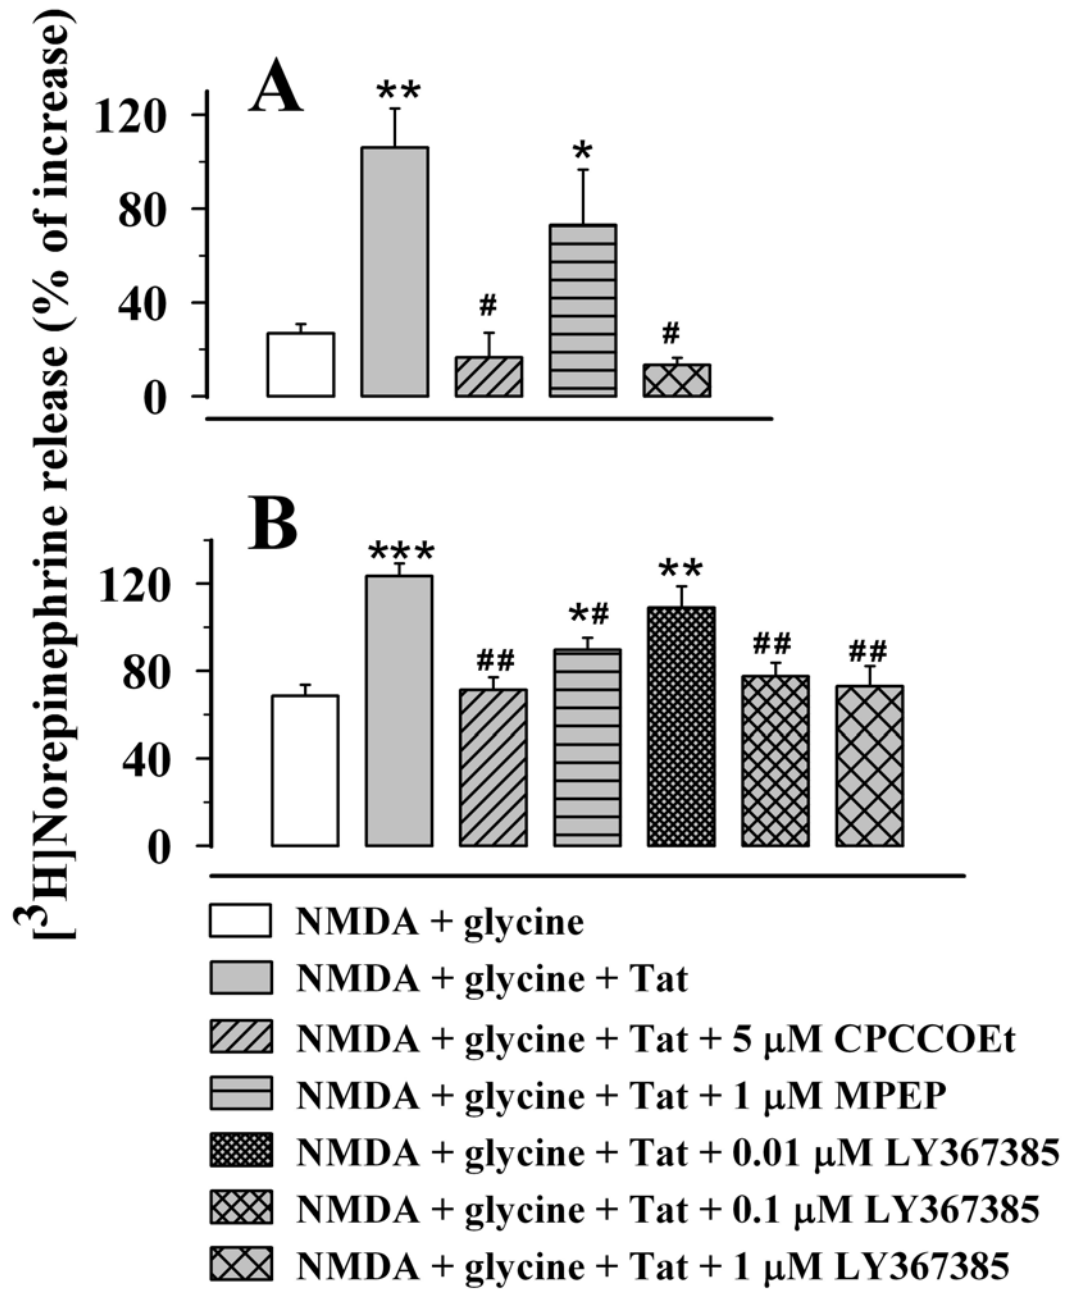 [³H]Norepinephrine release (% of increase)
A
120
80
40
0
**
#
*
#
B
120
80
40
0
***
##
*#
**
##
##
NMDA + glycine
NMDA + glycine + Tat
NMDA + glycine + Tat + 5 μM CPCCOEt
NMDA + glycine + Tat + 1 μM MPEP
NMDA + glycine + Tat + 0.01 μM LY367385
NMDA + glycine + Tat + 0.1 μM LY367385
NMDA + glycine + Tat + 1 μM LY367385